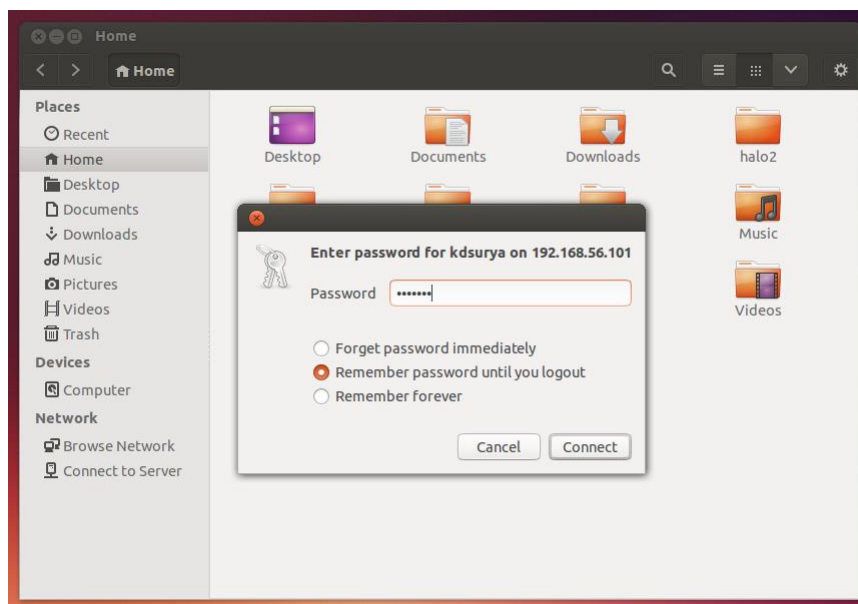 Home
Home
Places
Recent
Home
Desktop
Documents
Downloads
Music
Pictures
Videos
Trash
Devices
Computer
Network
Browse Network
Connect to Server
Desktop
Documents
Downloads
halo2
Music
Videos
Enter password for kdsurya on 192.168.56.101
Password •••••••
Forget password immediately
Remember password until you logout
Remember forever
Cancel
Connect